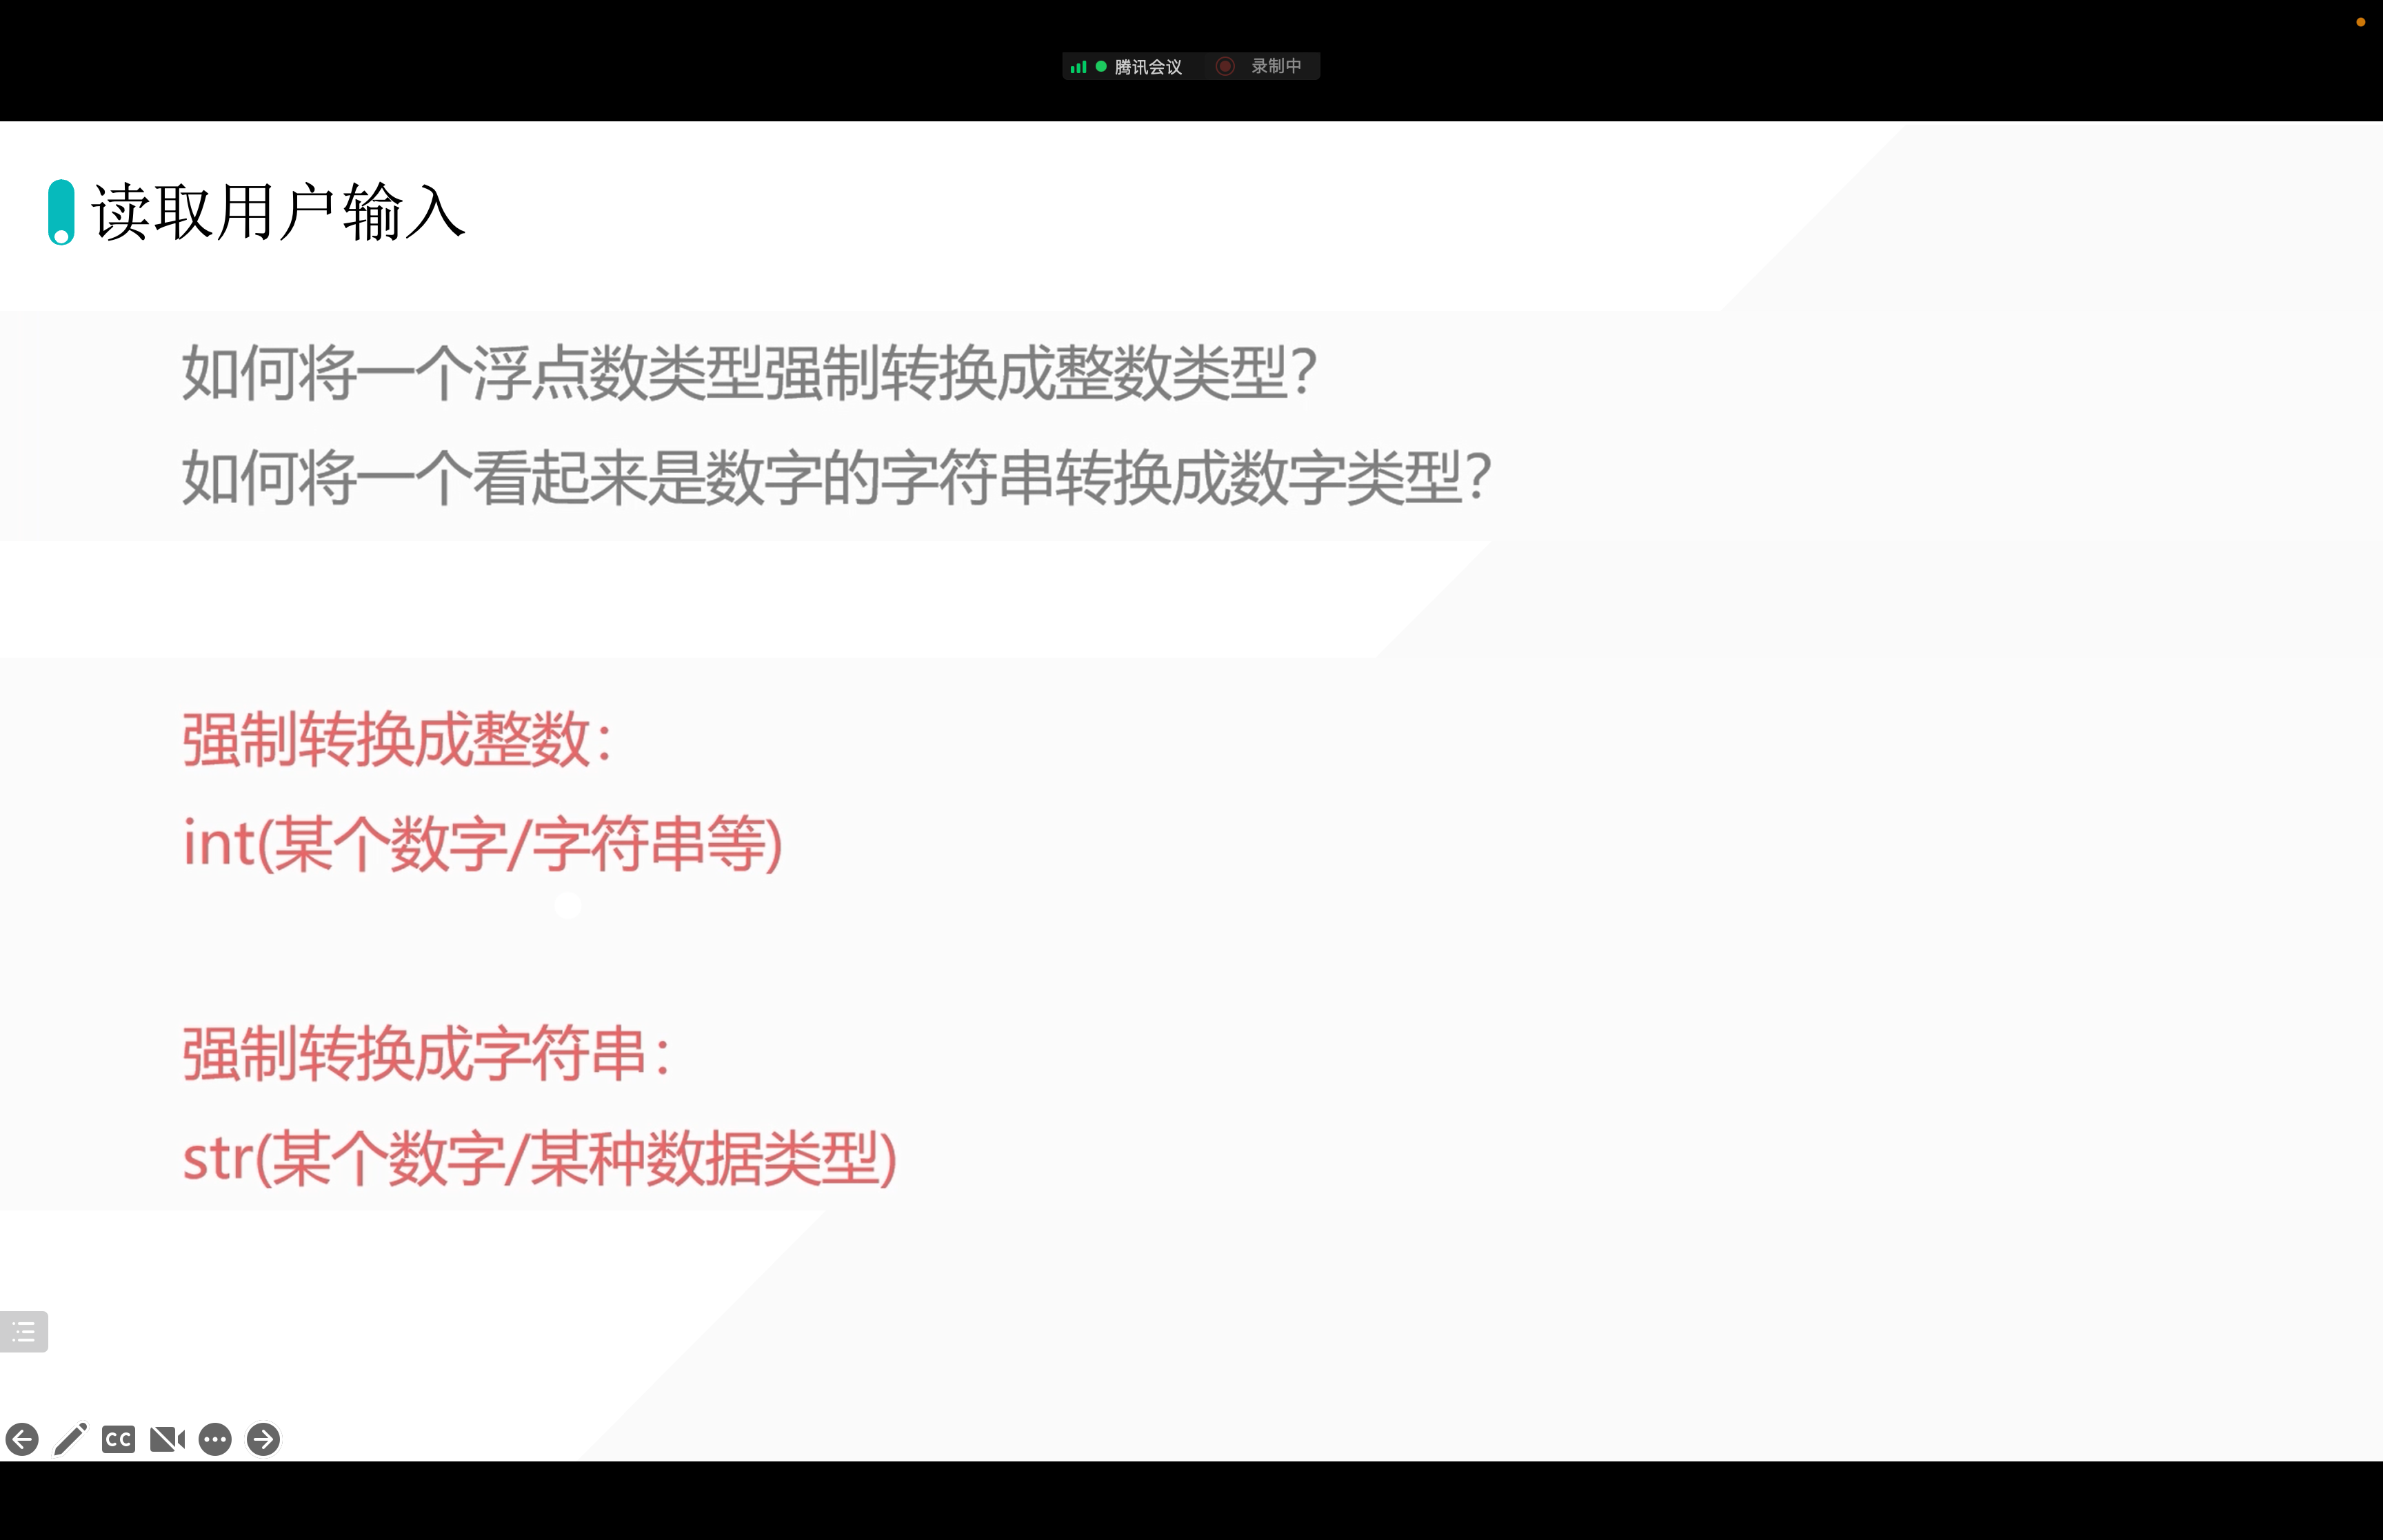 腾讯会议 录制中
读取用户输入
如何将一个浮点数类型强制转换成整数类型?
如何将一个看起来是数字的字符串转换成数字类型?
强制转换成整数:
int(某个数字/字符串等)
强制转换成字符串:
str(某个数字/某种数据类型)
CC